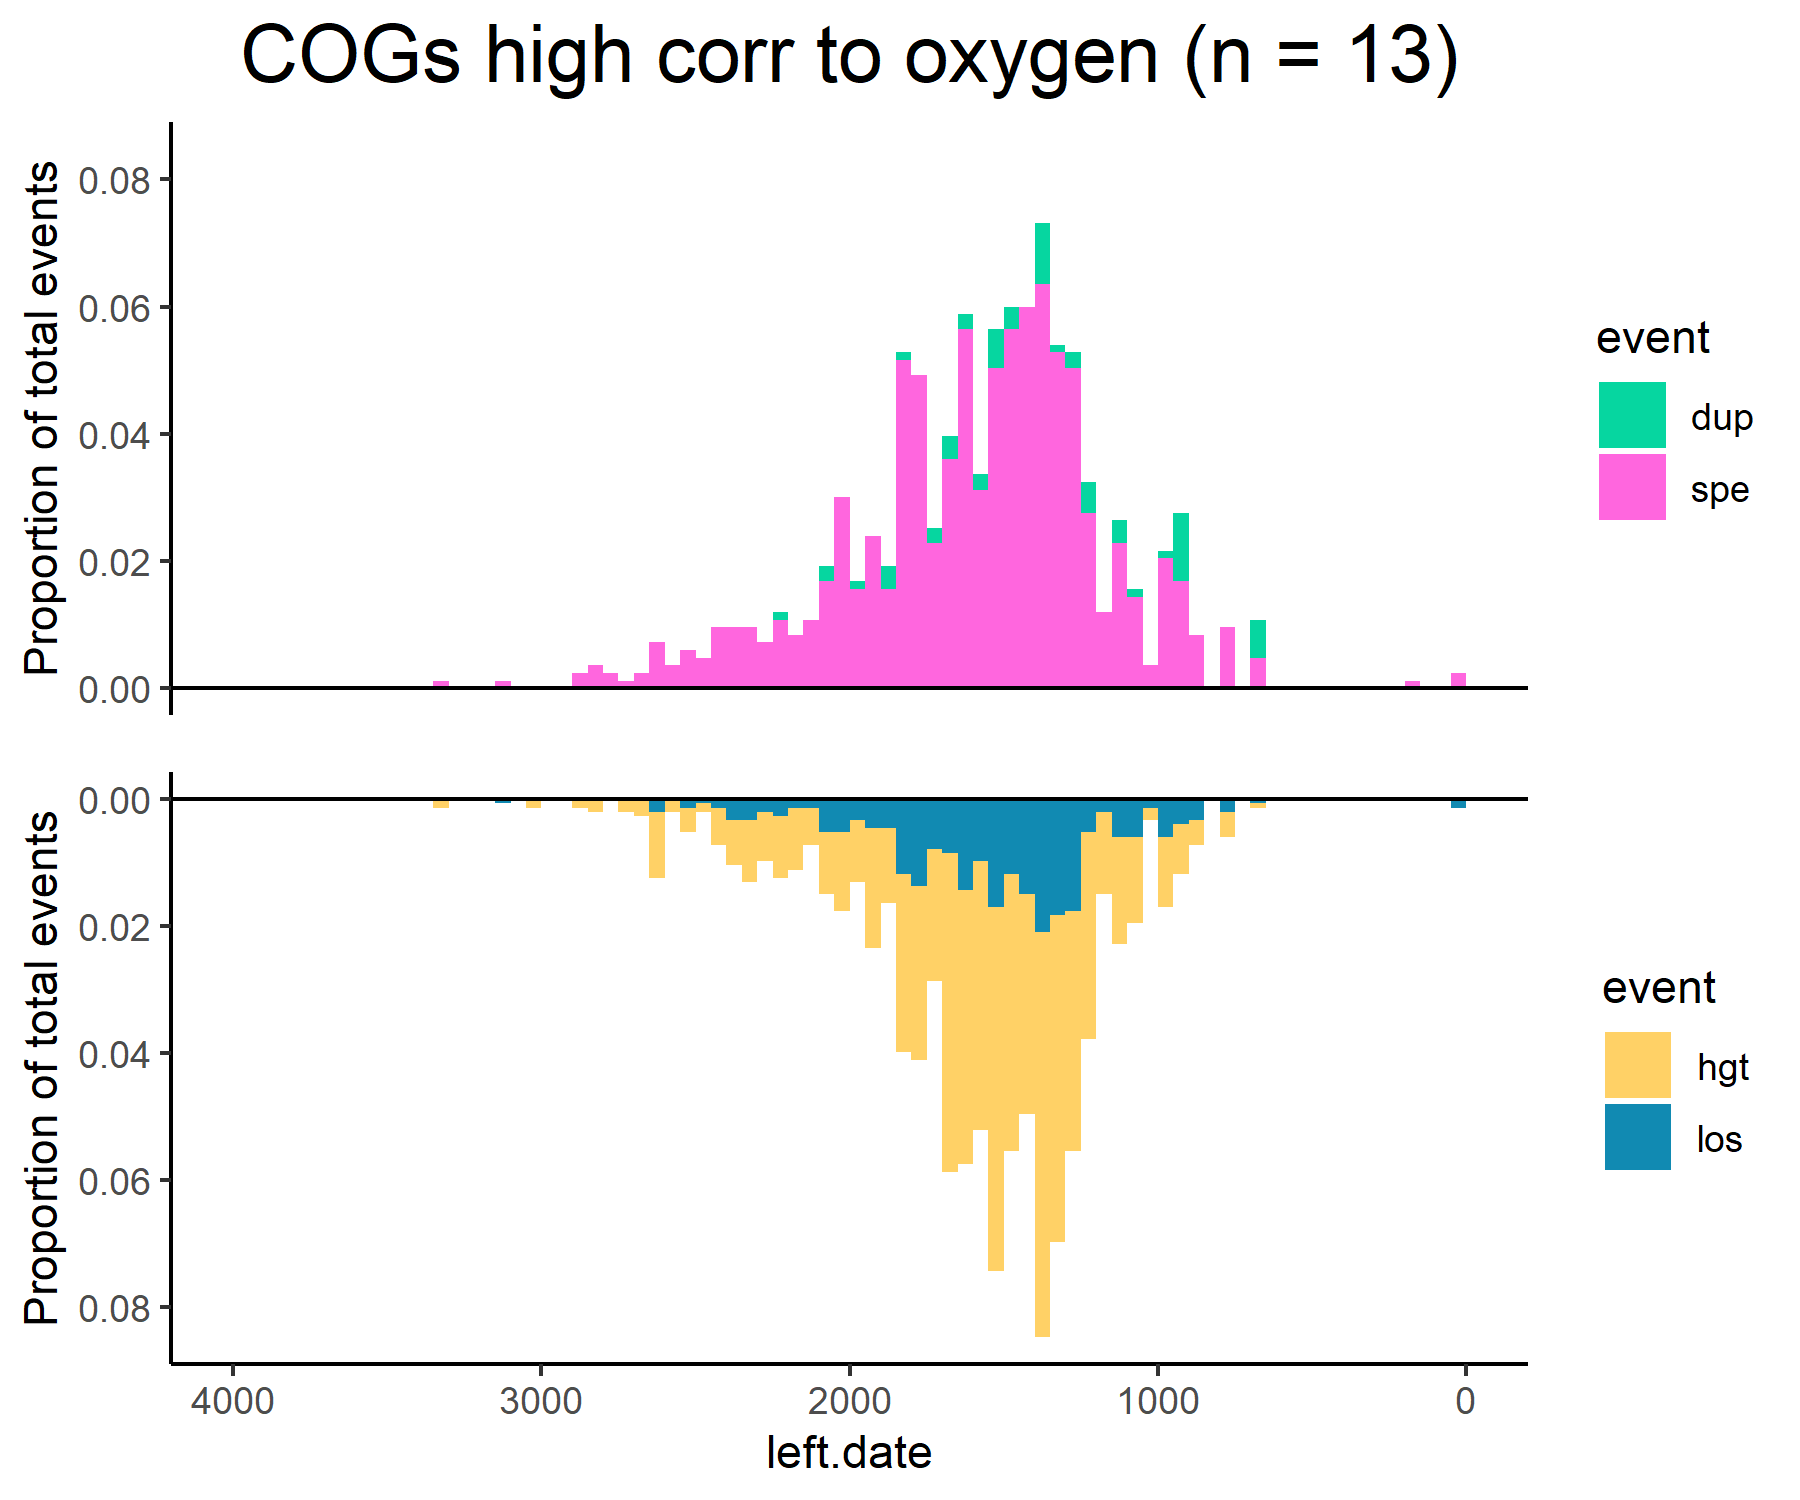 COGs high corr to oxygen (n = 13)
Proportion of total events
0.08
0.06
0.04
0.02
0.00
event
dup
spe
Proportion of total events
0.00
0.02
0.04
0.06
0.08
event
hgt
los
4000 3000 2000 1000 0
left.date